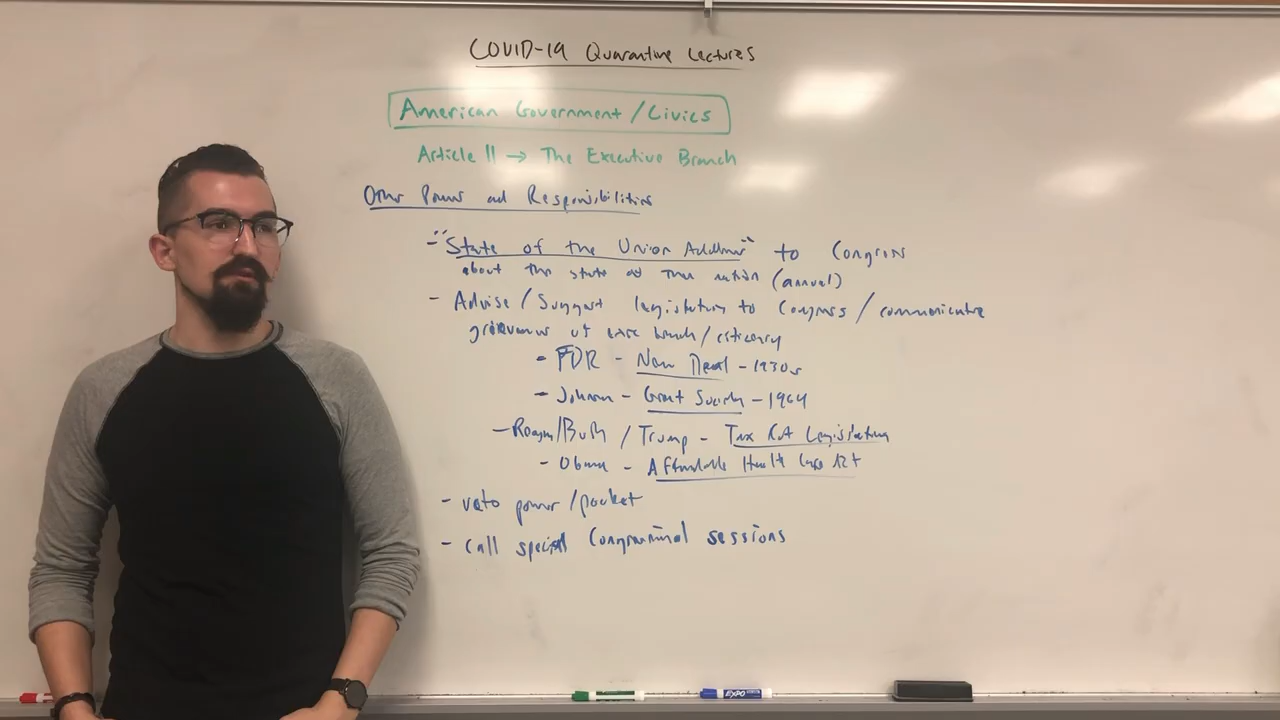 COVID-19 Quarantine Lectures
American Government / Civics
Article II → The Executive Branch
Other Powers and Responsibilities
- "State of the Union Address" to Congress
about the state of the nation (annual)
- Advise / Suggest legislation to Congress / communicate
grievances of exec branch / citizenry
- FDR - New Deal - 1930s
- Johnson - Great Society - 1964
- Reagan/Bush / Trump - Tax Cut Legislation
- Obama - Affordable Health Care Act
- veto power / pocket
- call special Congressional sessions
EXPO